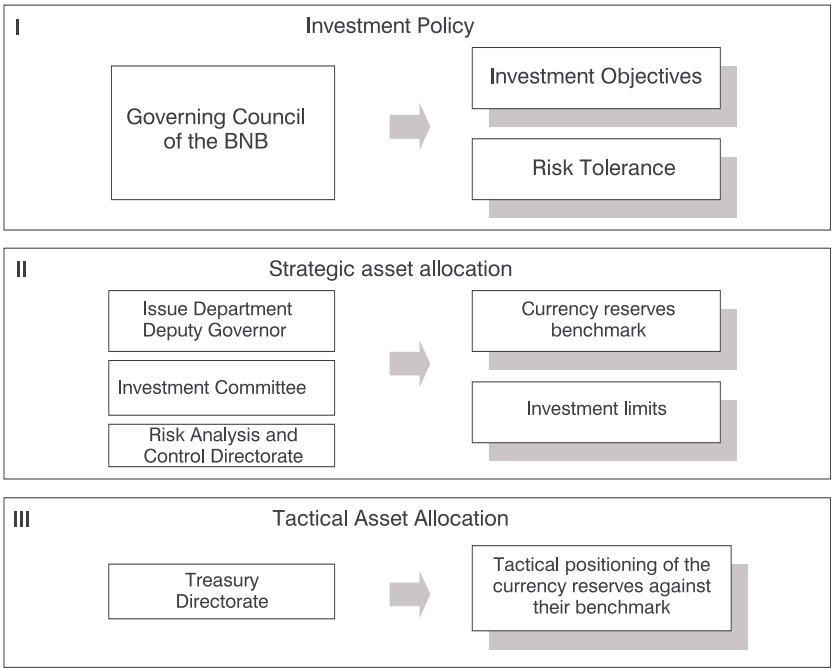 I
Investment Policy
Governing Council
of the BNB
Investment Objectives
Risk Tolerance
II
Strategic asset allocation
Issue Department
Deputy Governor
Investment Committee
Risk Analysis and
Control Directorate
Currency reserves
benchmark
Investment limits
III
Tactical Asset Allocation
Treasury
Directorate
Tactical positioning of the
currency reserves against
their benchmark